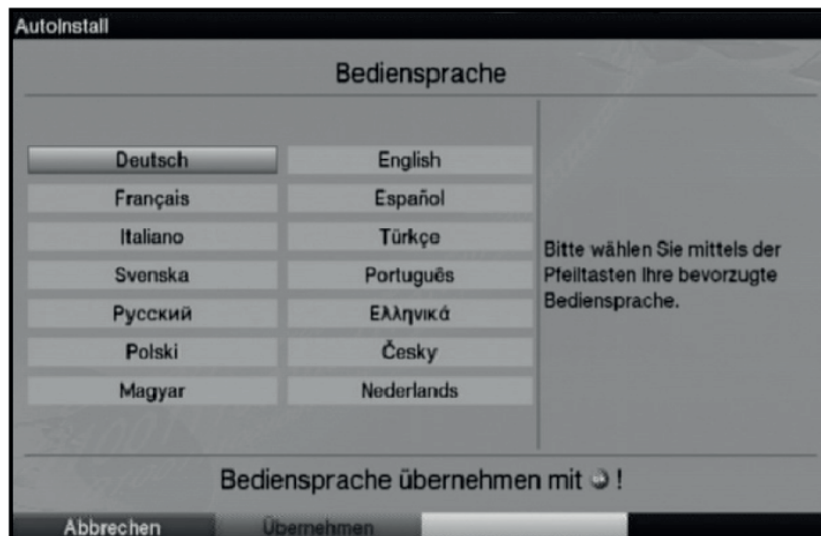 AutoInstall
Bediensprache
Deutsch English
Français Español
Italiano Türkçe
Svenska Português
Русский Ελληνικά
Polski Česky
Magyar Nederlands
Bitte wählen Sie mittels der
Pfeiltasten Ihre bevorzugte
Bediensprache.
Bediensprache übernehmen mit !
Abbrechen Übernehmen